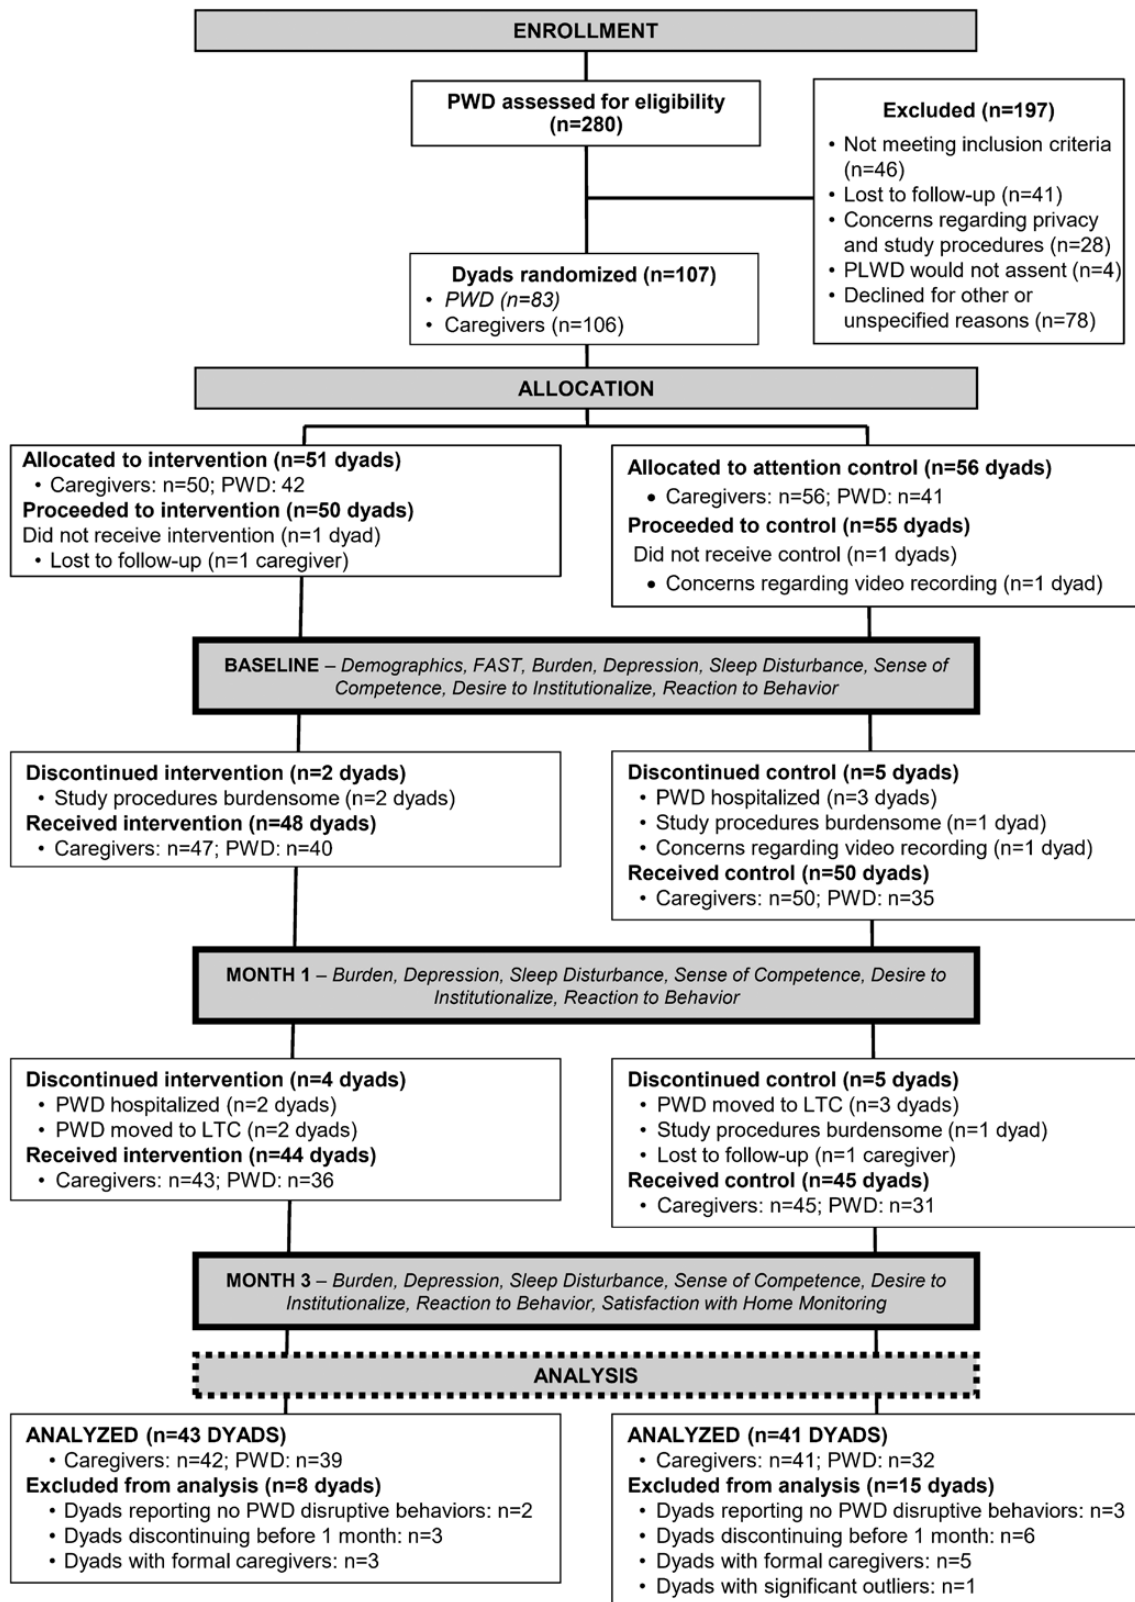 ENROLLMENT
PWD assessed for eligibility
(n=280)
Excluded (n=197)
• Not meeting inclusion criteria
(n=46)
• Lost to follow-up (n=41)
• Concerns regarding privacy
and study procedures (n=28)
• PLWD would not assent (n=4)
• Declined for other or
unspecified reasons (n=78)
Dyads randomized (n=107)
• PWD (n=83)
• Caregivers (n=106)
ALLOCATION
Allocated to intervention (n=51 dyads)
• Caregivers: n=50; PWD: 42
Proceeded to intervention (n=50 dyads)
Did not receive intervention (n=1 dyad)
• Lost to follow-up (n=1 caregiver)
Allocated to attention control (n=56 dyads)
• Caregivers: n=56; PWD: n=41
Proceeded to control (n=55 dyads)
Did not receive control (n=1 dyads)
• Concerns regarding video recording (n=1 dyad)
BASELINE – Demographics, FAST, Burden, Depression, Sleep Disturbance, Sense of
Competence, Desire to Institutionalize, Reaction to Behavior
Discontinued intervention (n=2 dyads)
• Study procedures burdensome (n=2 dyads)
Received intervention (n=48 dyads)
• Caregivers: n=47; PWD: n=40
Discontinued control (n=5 dyads)
• PWD hospitalized (n=3 dyads)
• Study procedures burdensome (n=1 dyad)
• Concerns regarding video recording (n=1 dyad)
Received control (n=50 dyads)
• Caregivers: n=50; PWD: n=35
MONTH 1 – Burden, Depression, Sleep Disturbance, Sense of Competence, Desire to
Institutionalize, Reaction to Behavior
Discontinued intervention (n=4 dyads)
• PWD hospitalized (n=2 dyads)
• PWD moved to LTC (n=2 dyads)
Received intervention (n=44 dyads)
• Caregivers: n=43; PWD: n=36
Discontinued control (n=5 dyads)
• PWD moved to LTC (n=3 dyads)
• Study procedures burdensome (n=1 dyad)
• Lost to follow-up (n=1 caregiver)
Received control (n=45 dyads)
• Caregivers: n=45; PWD: n=31
MONTH 3 – Burden, Depression, Sleep Disturbance, Sense of Competence, Desire to
Institutionalize, Reaction to Behavior, Satisfaction with Home Monitoring
ANALYSIS
ANALYZED (n=43 DYADS)
• Caregivers: n=42; PWD: n=39
Excluded from analysis (n=8 dyads)
• Dyads reporting no PWD disruptive behaviors: n=2
• Dyads discontinuing before 1 month: n=3
• Dyads with formal caregivers: n=3
ANALYZED (n=41 DYADS)
• Caregivers: n=41; PWD: n=32
Excluded from analysis (n=15 dyads)
• Dyads reporting no PWD disruptive behaviors: n=3
• Dyads discontinuing before 1 month: n=6
• Dyads with formal caregivers: n=5
• Dyads with significant outliers: n=1